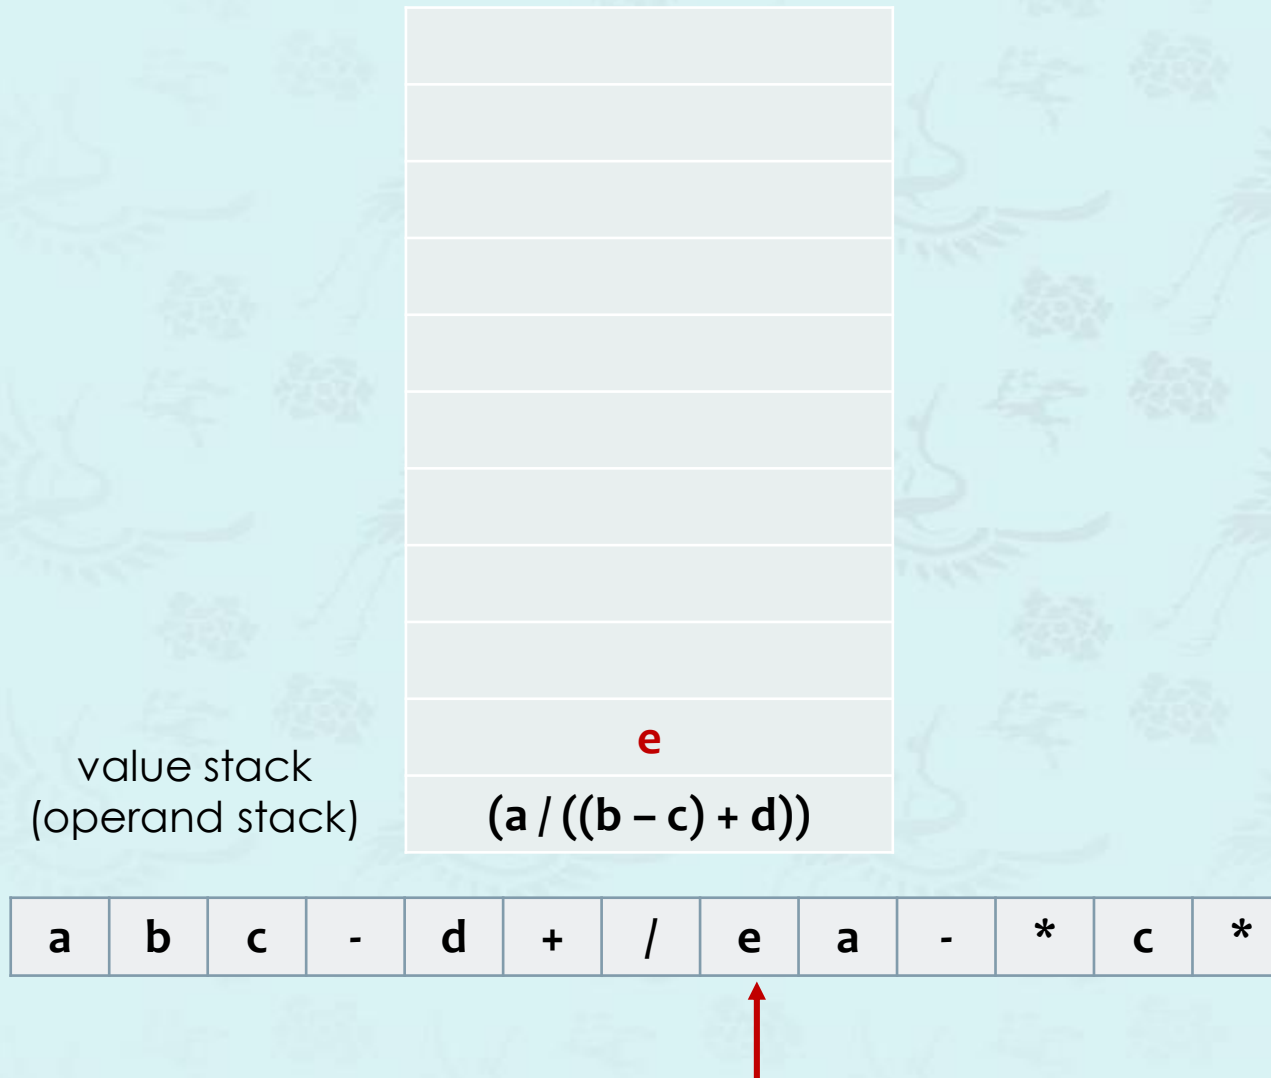 e
value stack
(operand stack)
(a / ((b – c) + d))
a b c - d + / e a - * c *